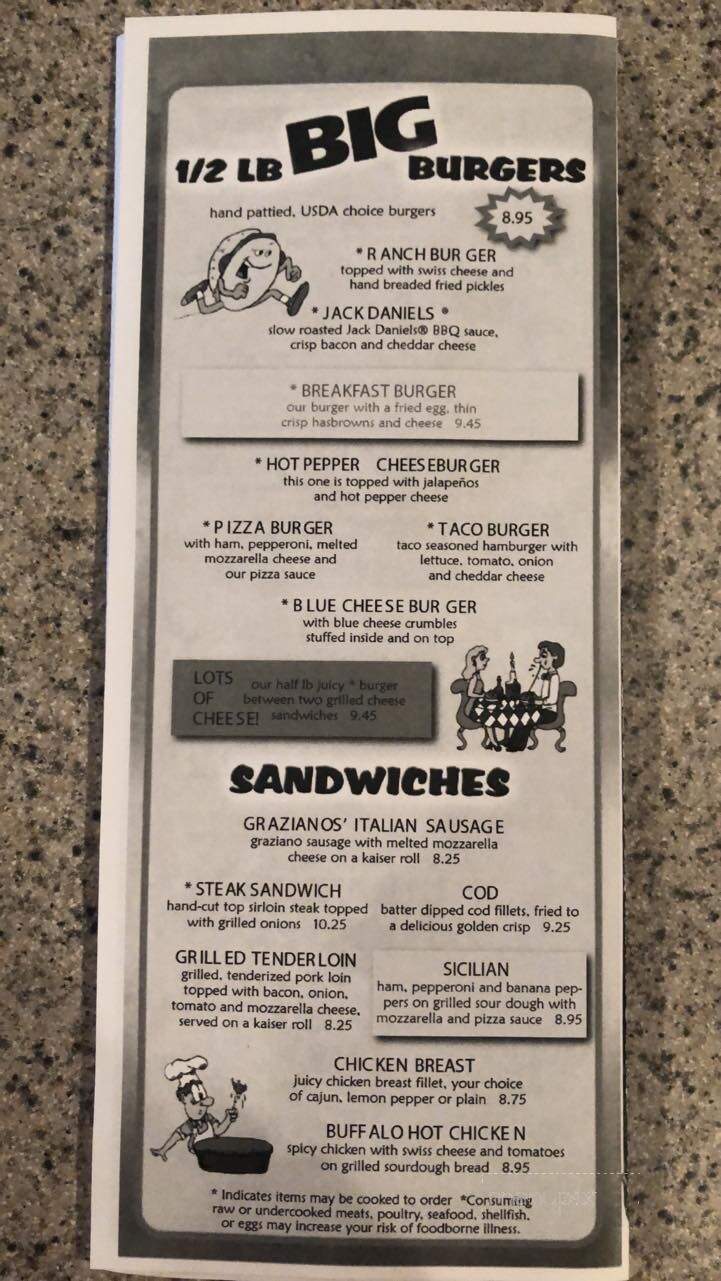 1/2 LB BIG BURGERS
hand pattied, USDA choice burgers
8.95
* RANCH BURGER
topped with swiss cheese and
hand breaded fried pickles
* JACK DANIELS ®
slow roasted Jack Daniels® BBQ sauce,
crisp bacon and cheddar cheese
* BREAKFAST BURGER
our burger with a fried egg, thin
crisp hasbrowns and cheese 9.45
* HOT PEPPER CHEESEBURGER
this one is topped with jalapeños
and hot pepper cheese
* PIZZA BURGER
with ham, pepperoni, melted
mozzarella cheese and
our pizza sauce
* TACO BURGER
taco seasoned hamburger with
lettuce, tomato, onion
and cheddar cheese
* BLUE CHEESE BURGER
with blue cheese crumbles
stuffed inside and on top
LOTS
OF
CHEESE!
our half lb juicy * burger
between two grilled cheese
sandwiches 9.45
SANDWICHES
GRAZIANOS' ITALIAN SAUSAGE
graziano sausage with melted mozzarella
cheese on a kaiser roll 8.25
* STEAK SANDWICH
hand-cut top sirloin steak topped
with grilled onions 10.25
COD
batter dipped cod fillets, fried to
a delicious golden crisp 9.25
GRILLED TENDERLOIN
grilled, tenderized pork loin
topped with bacon, onion,
tomato and mozzarella cheese,
served on a kaiser roll 8.25
SICILIAN
ham, pepperoni and banana pep-
pers on grilled sour dough with
mozzarella and pizza sauce 8.95
CHICKEN BREAST
juicy chicken breast fillet, your choice
of cajun, lemon pepper or plain 8.75
BUFFALO HOT CHICKEN
spicy chicken with swiss cheese and tomatoes
on grilled sourdough bread 8.95
* Indicates items may be cooked to order *Consuming
raw or undercooked meats, poultry, seafood, shellfish,
or eggs may increase your risk of foodborne illness.